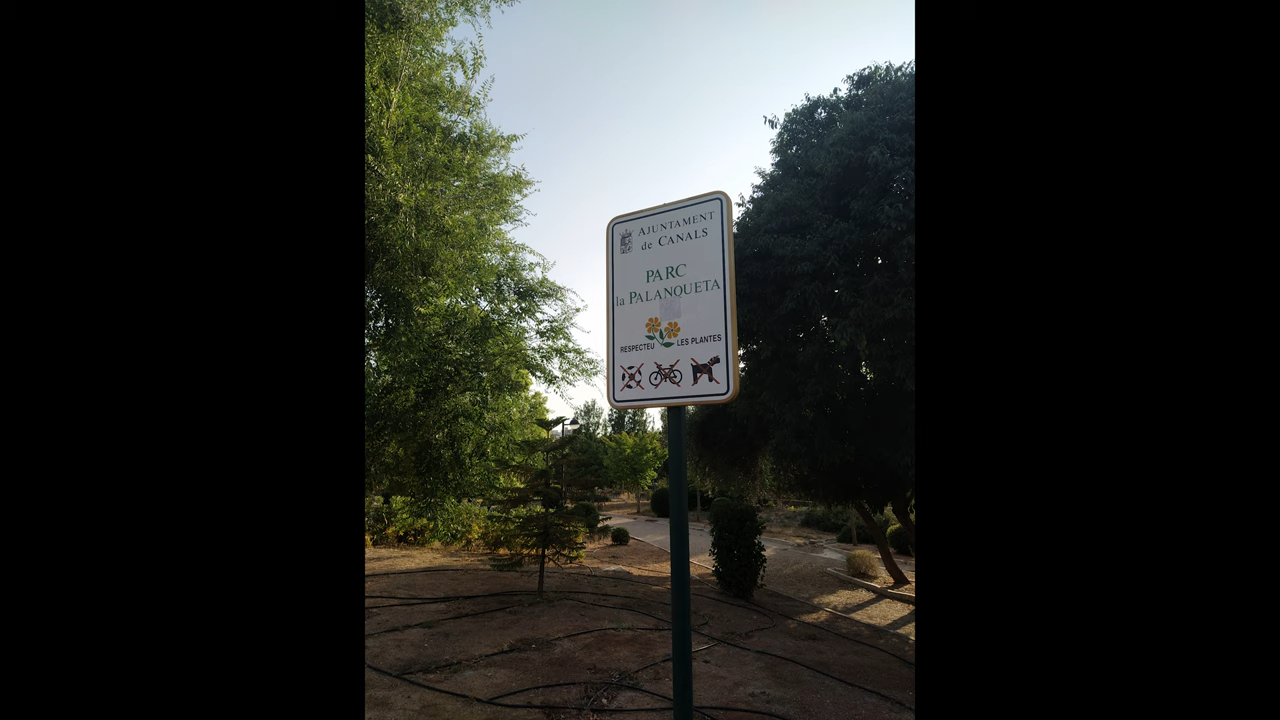 AJUNTAMENT
de CANALS
PARC
la PALANQUETA
RESPECTEU LES PLANTES